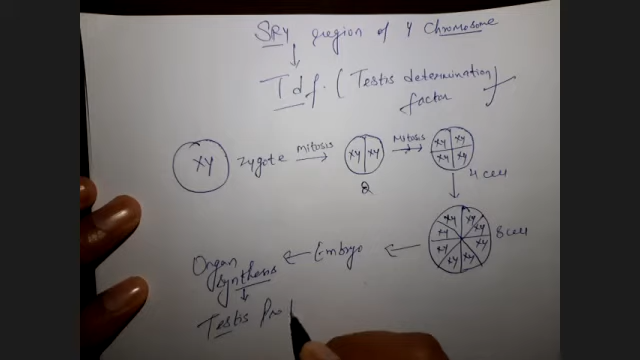 SRY region of Y Chromosome
Tdf. (Testis determination
factor)
XY zygote mitosis XY XY Mitosis XY XY
XY XY
2
4 cell
XY XY
XY XY
XY XY
XY XY
8 cell
Embryo
Organ
synthesis
Testis Pro